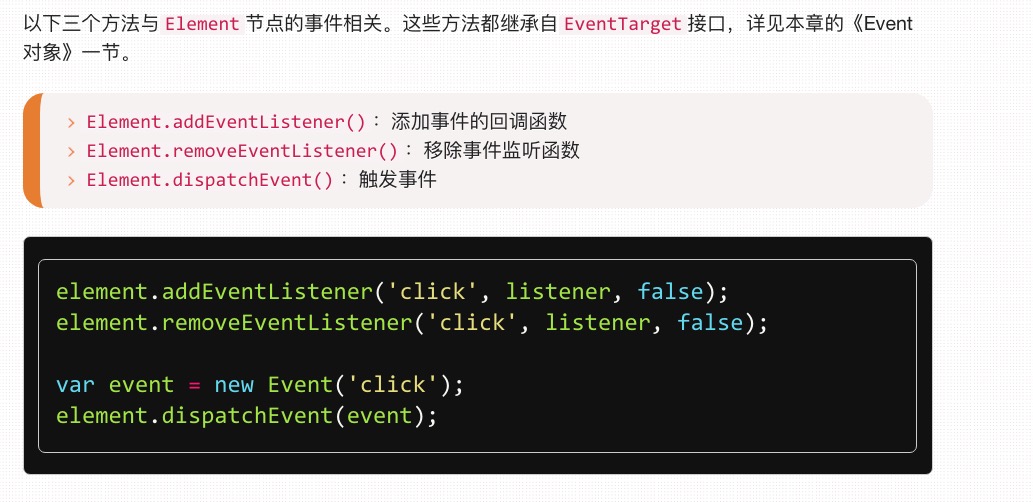 以下三个方法与 Element 节点的事件相关。这些方法都继承自 EventTarget 接口，详见本章的《Event
对象》一节。
› Element.addEventListener()：添加事件的回调函数
› Element.removeEventListener()：移除事件监听函数
› Element.dispatchEvent()：触发事件
element.addEventListener('click', listener, false);
element.removeEventListener('click', listener, false);
var event = new Event('click');
element.dispatchEvent(event);